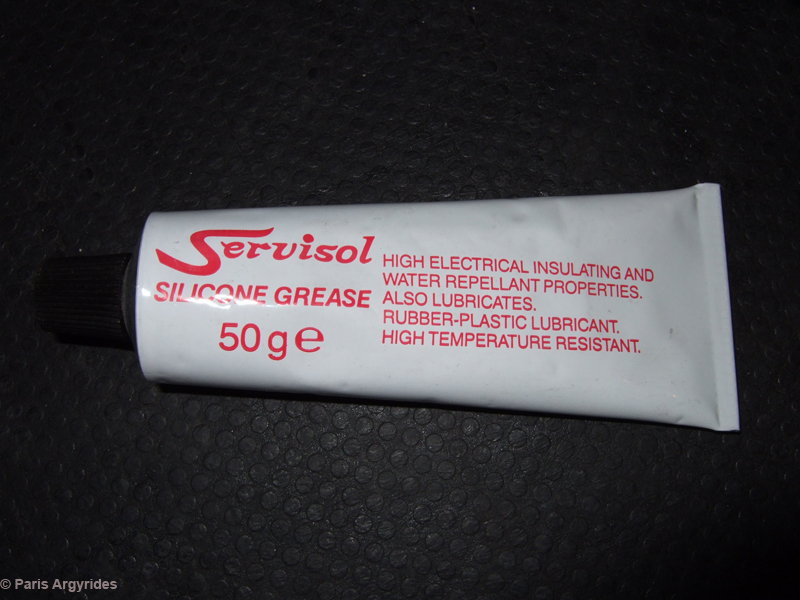 Servisol
SILICONE GREASE
50 g ℮
HIGH ELECTRICAL INSULATING AND
WATER REPELLANT PROPERTIES.
ALSO LUBRICATES.
RUBBER-PLASTIC LUBRICANT.
HIGH TEMPERATURE RESISTANT.
© Paris Argyrides